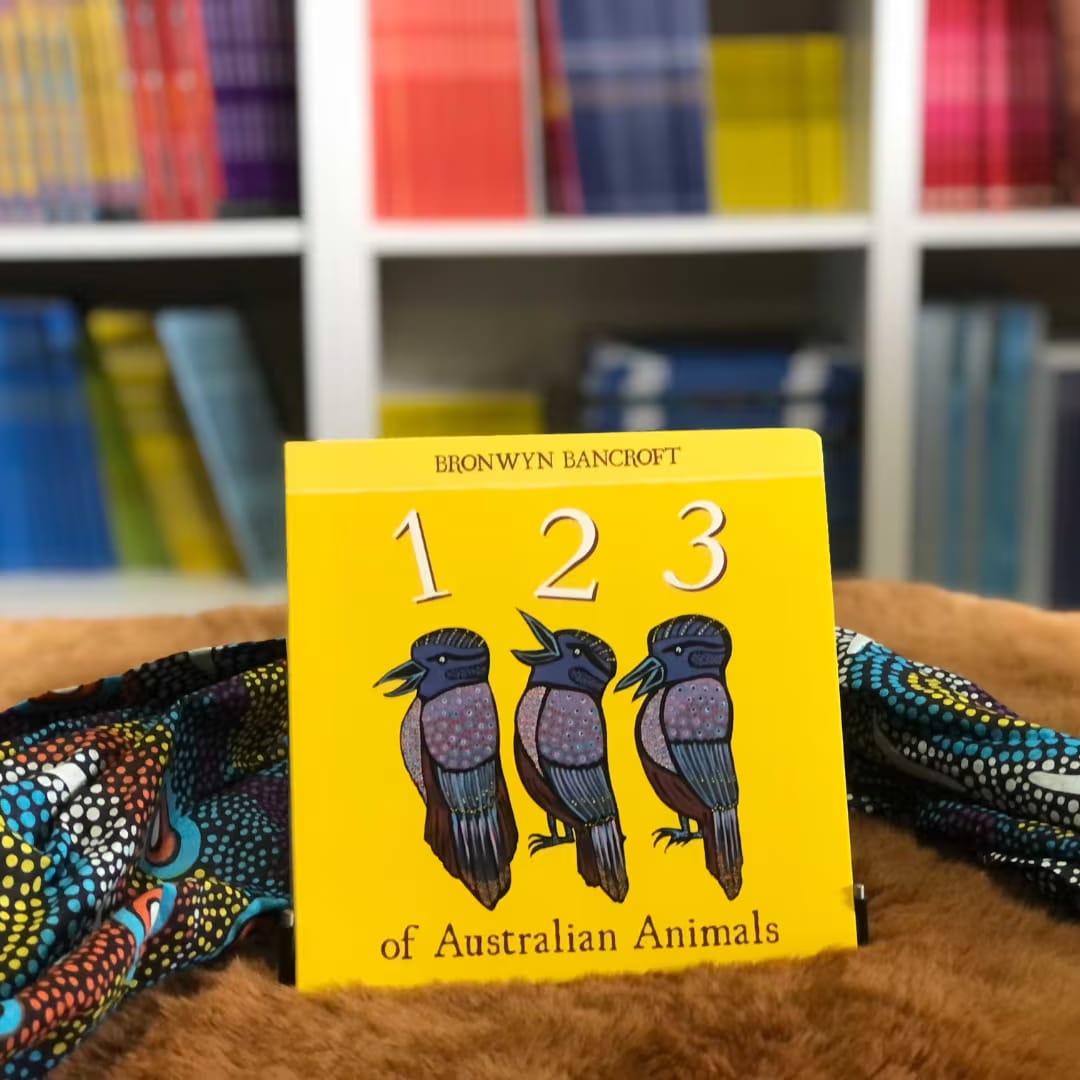 BRONWYN BANCROFT
1 2 3
of Australian Animals